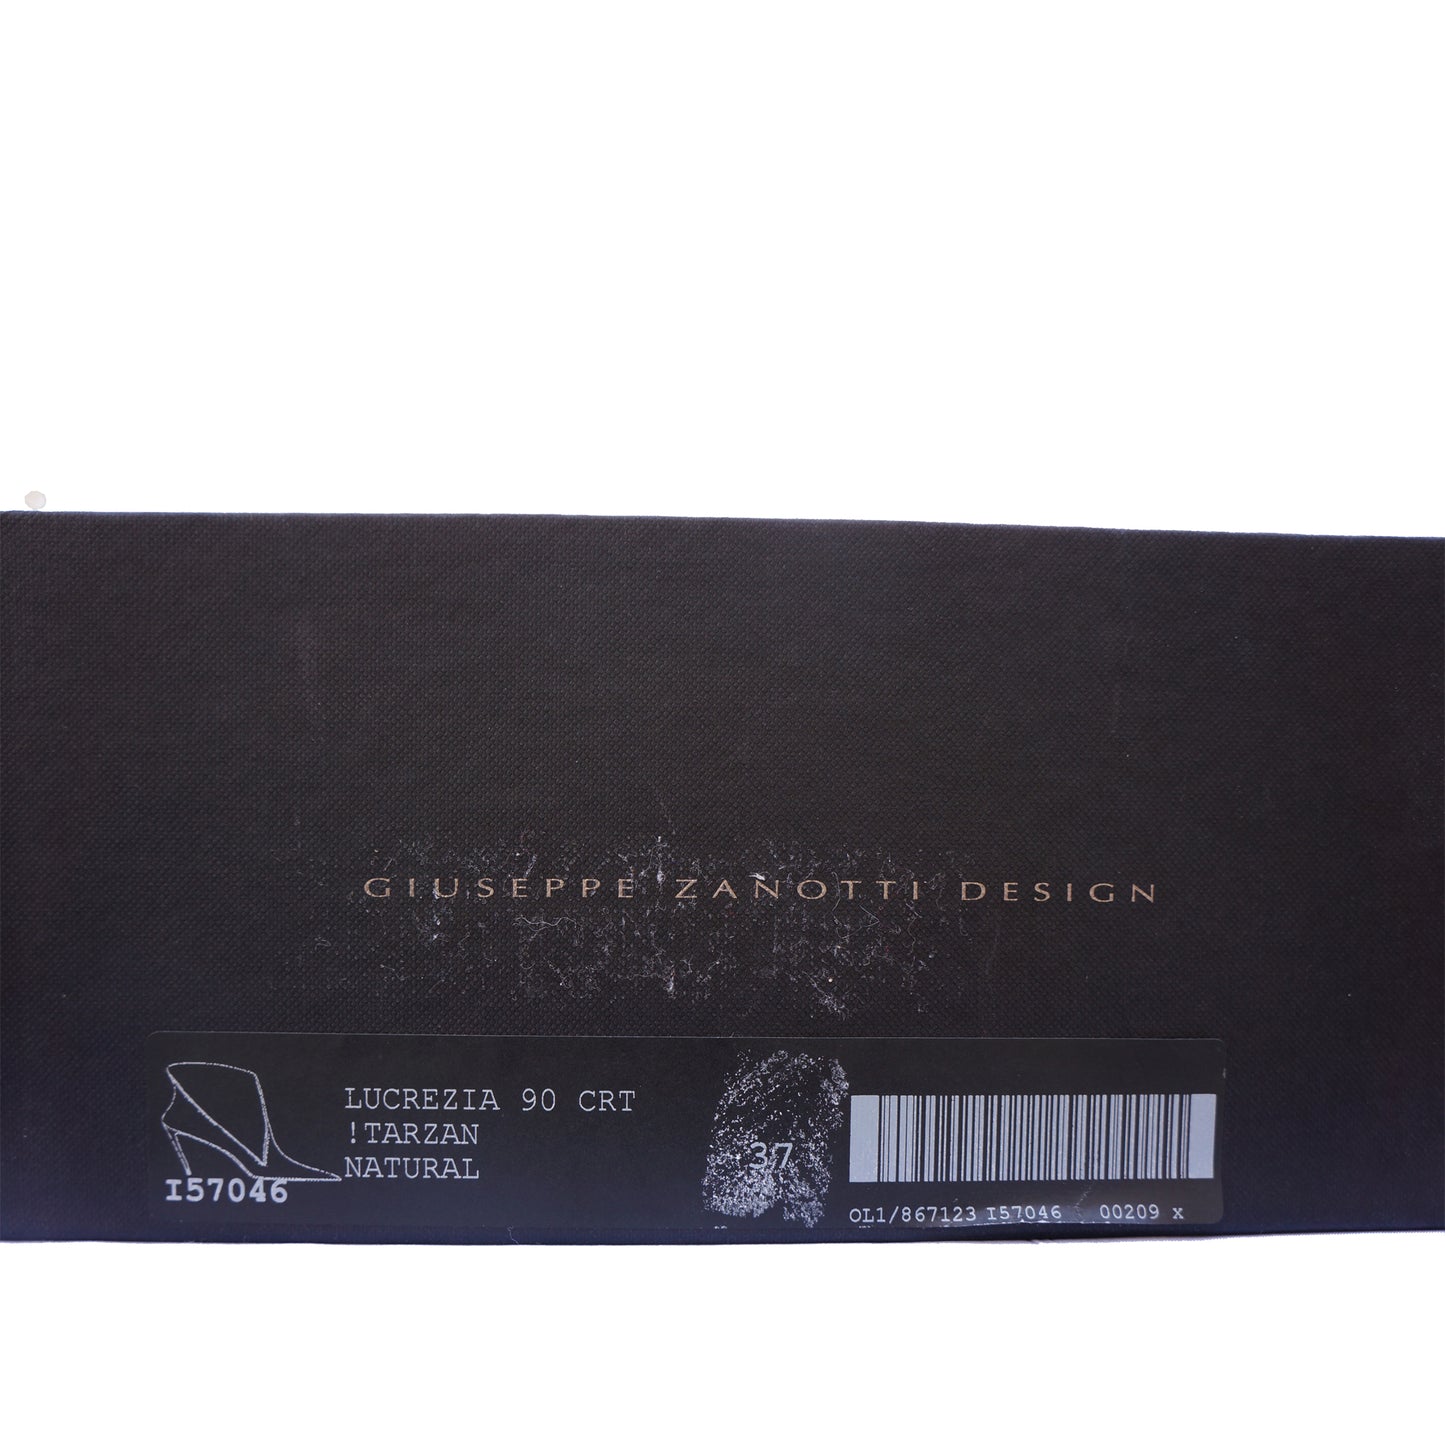 GIUSEPPE ZANOTTI DESIGN
LUCREZIA 90 CRT
!TARZAN
NATURAL
I57046
37
OL1/867123 I57046 00209 x